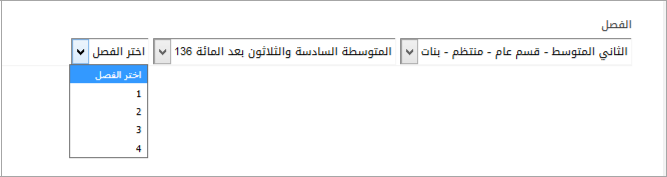 الفصل
الثاني المتوسط - قسم عام - منتظم - بنات
المتوسطة السادسة والثلاثون بعد المائة 136
اختر الفصل
اختر الفصل
1
2
3
4